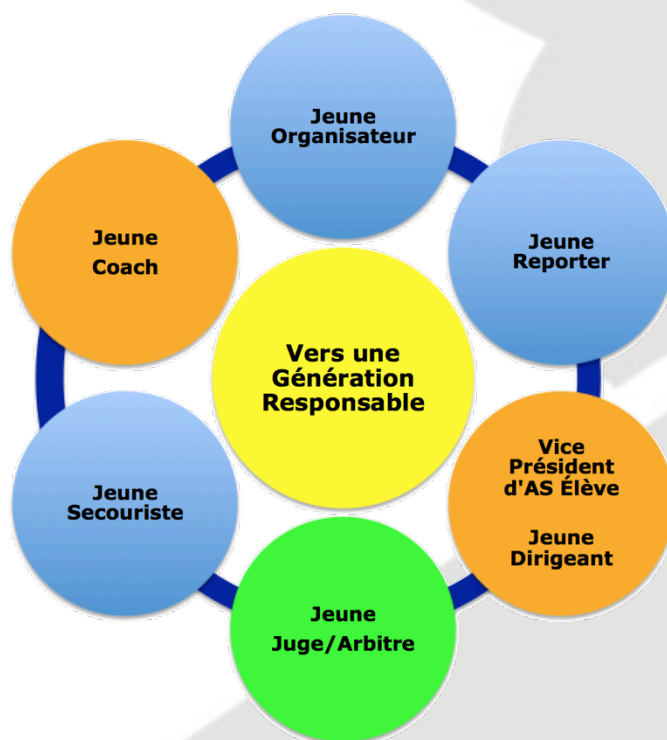 Jeune
Organisateur
Jeune
Coach
Jeune
Reporter
Vers une
Génération
Responsable
Jeune
Secouriste
Vice
Président
d'AS Élève
Jeune
Dirigeant
Jeune
Juge/Arbitre